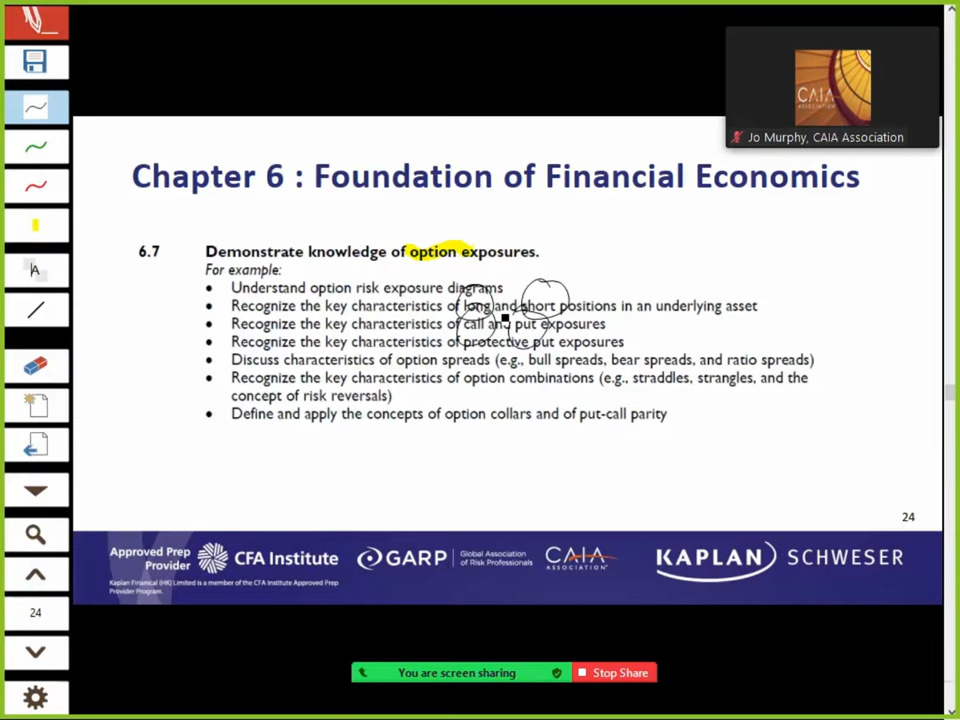 CAIA
ASSOCIATION
Jo Murphy, CAIA Association
Chapter 6 : Foundation of Financial Economics
6.7 Demonstrate knowledge of option exposures.
For example:
• Understand option risk exposure diagrams
• Recognize the key characteristics of long and short positions in an underlying asset
• Recognize the key characteristics of call and put exposures
• Recognize the key characteristics of protective put exposures
• Discuss characteristics of option spreads (e.g., bull spreads, bear spreads, and ratio spreads)
• Recognize the key characteristics of option combinations (e.g., straddles, strangles, and the
concept of risk reversals)
• Define and apply the concepts of option collars and of put-call parity
24
Approved Prep
Provider
CFA Institute
Kaplan Financial (HK) Limited is a member of the CFA Institute Approved Prep
Provider Program.
GARP
Global Association
of Risk Professionals
CAIA
ASSOCIATION
KAPLAN SCHWESER
A
24
You are screen sharing
Stop Share